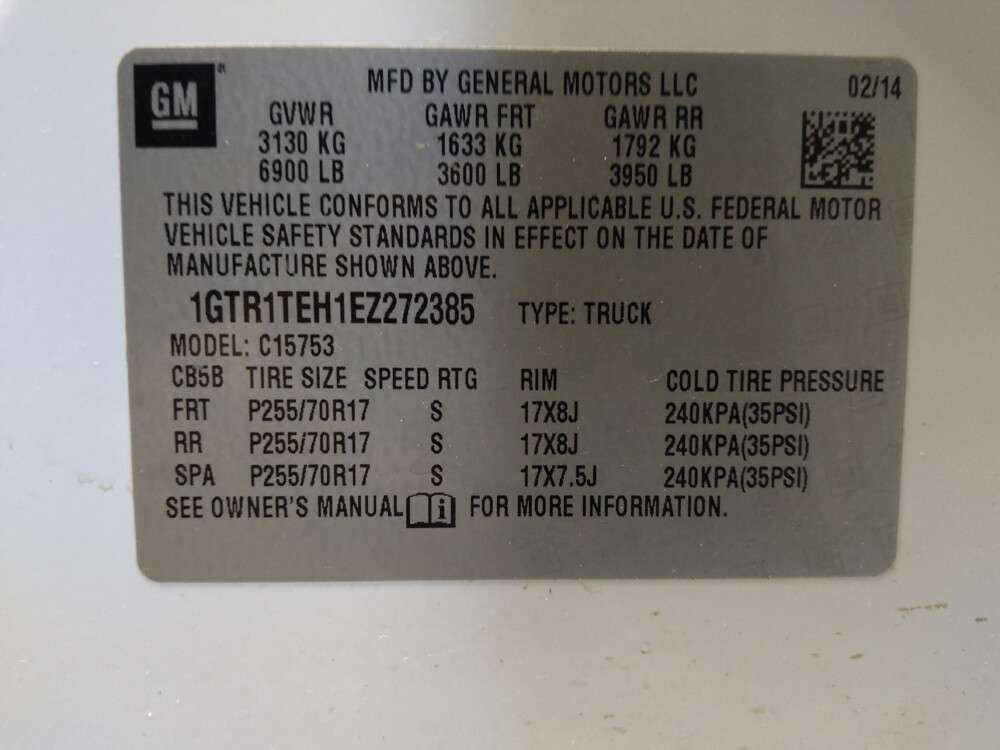 GM
MFD BY GENERAL MOTORS LLC 02/14
GVWR GAWR FRT GAWR RR
3130 KG 1633 KG 1792 KG
6900 LB 3600 LB 3950 LB
THIS VEHICLE CONFORMS TO ALL APPLICABLE U.S. FEDERAL MOTOR
VEHICLE SAFETY STANDARDS IN EFFECT ON THE DATE OF
MANUFACTURE SHOWN ABOVE.
1GTR1TEH1EZ272385 TYPE: TRUCK
MODEL: C15753
CB5B TIRE SIZE SPEED RTG RIM COLD TIRE PRESSURE
FRT P255/70R17 S 17X8J 240KPA(35PSI)
RR P255/70R17 S 17X8J 240KPA(35PSI)
SPA P255/70R17 S 17X7.5J 240KPA(35PSI)
SEE OWNER'S MANUAL i FOR MORE INFORMATION.